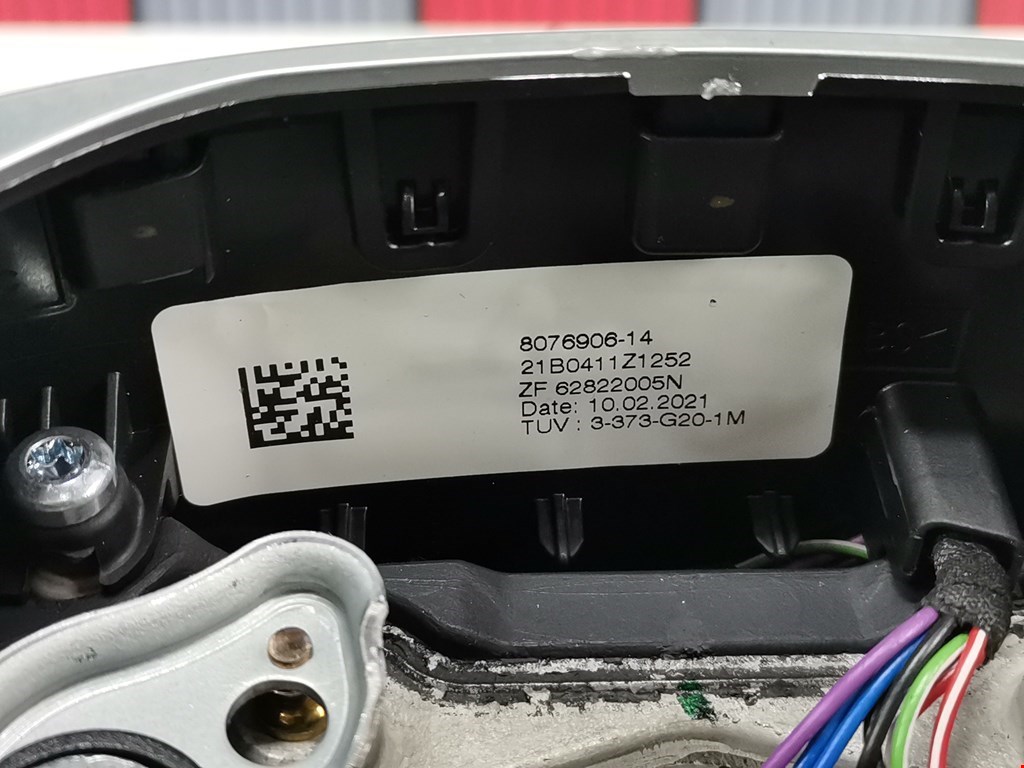 8076906-14
21B0411Z1252
ZF 62822005N
Date: 10.02.2021
TUV : 3-373-G20-1M